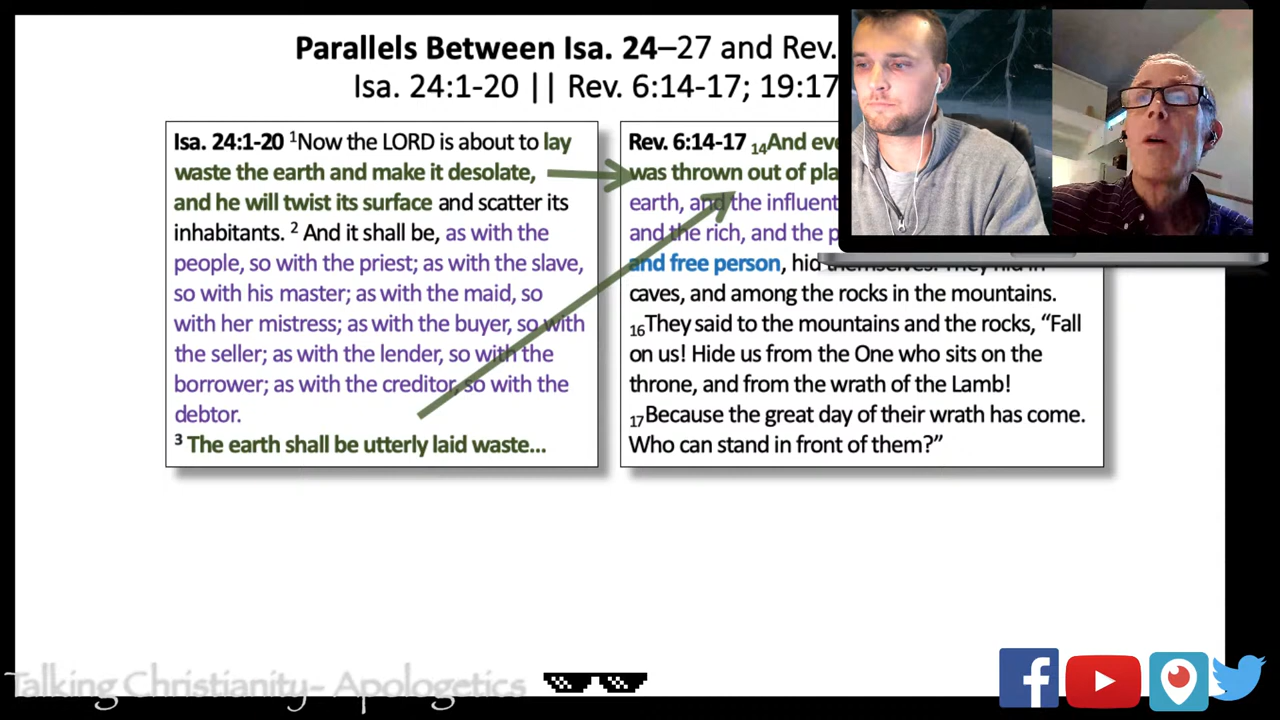 Parallels Between Isa. 24–27 and Rev.
Isa. 24:1-20 || Rev. 6:14-17; 19:17
Isa. 24:1-20 1Now the LORD is about to lay
waste the earth and make it desolate,
and he will twist its surface and scatter its
inhabitants. 2 And it shall be, as with the
people, so with the priest; as with the slave,
so with his master; as with the maid, so
with her mistress; as with the buyer, so with
the seller; as with the lender, so with the
borrower; as with the creditor, so with the
debtor.
3 The earth shall be utterly laid waste...
Rev. 6:14-17 14And
was thrown out of
earth, and the
and the rich, and the
and free person, hid themselves. They hid in
caves, and among the rocks in the mountains.
16They said to the mountains and the rocks, “Fall
on us! Hide us from the One who sits on the
throne, and from the wrath of the Lamb!
17Because the great day of their wrath has come.
Who can stand in front of them?”
Talking Christianity- Apologetics